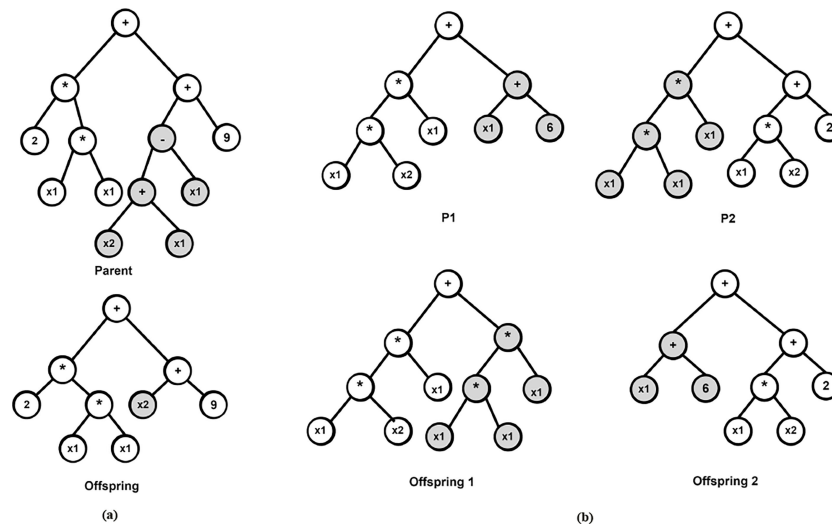 +
*
+
2
*
-
9
x1
x1
+
x1
x2
x1
Parent
+
*
+
*
x1
x1
6
x1
x2
P1
+
*
+
*
x1
*
2
x1
x1
x1
x2
P2
+
*
+
2
*
x2
9
x1
x1
Offspring
(a)
+
*
*
*
x1
*
x1
x1
x2
x1
x1
Offspring 1
+
+
+
x1
6
*
2
x1
x2
Offspring 2
(b)